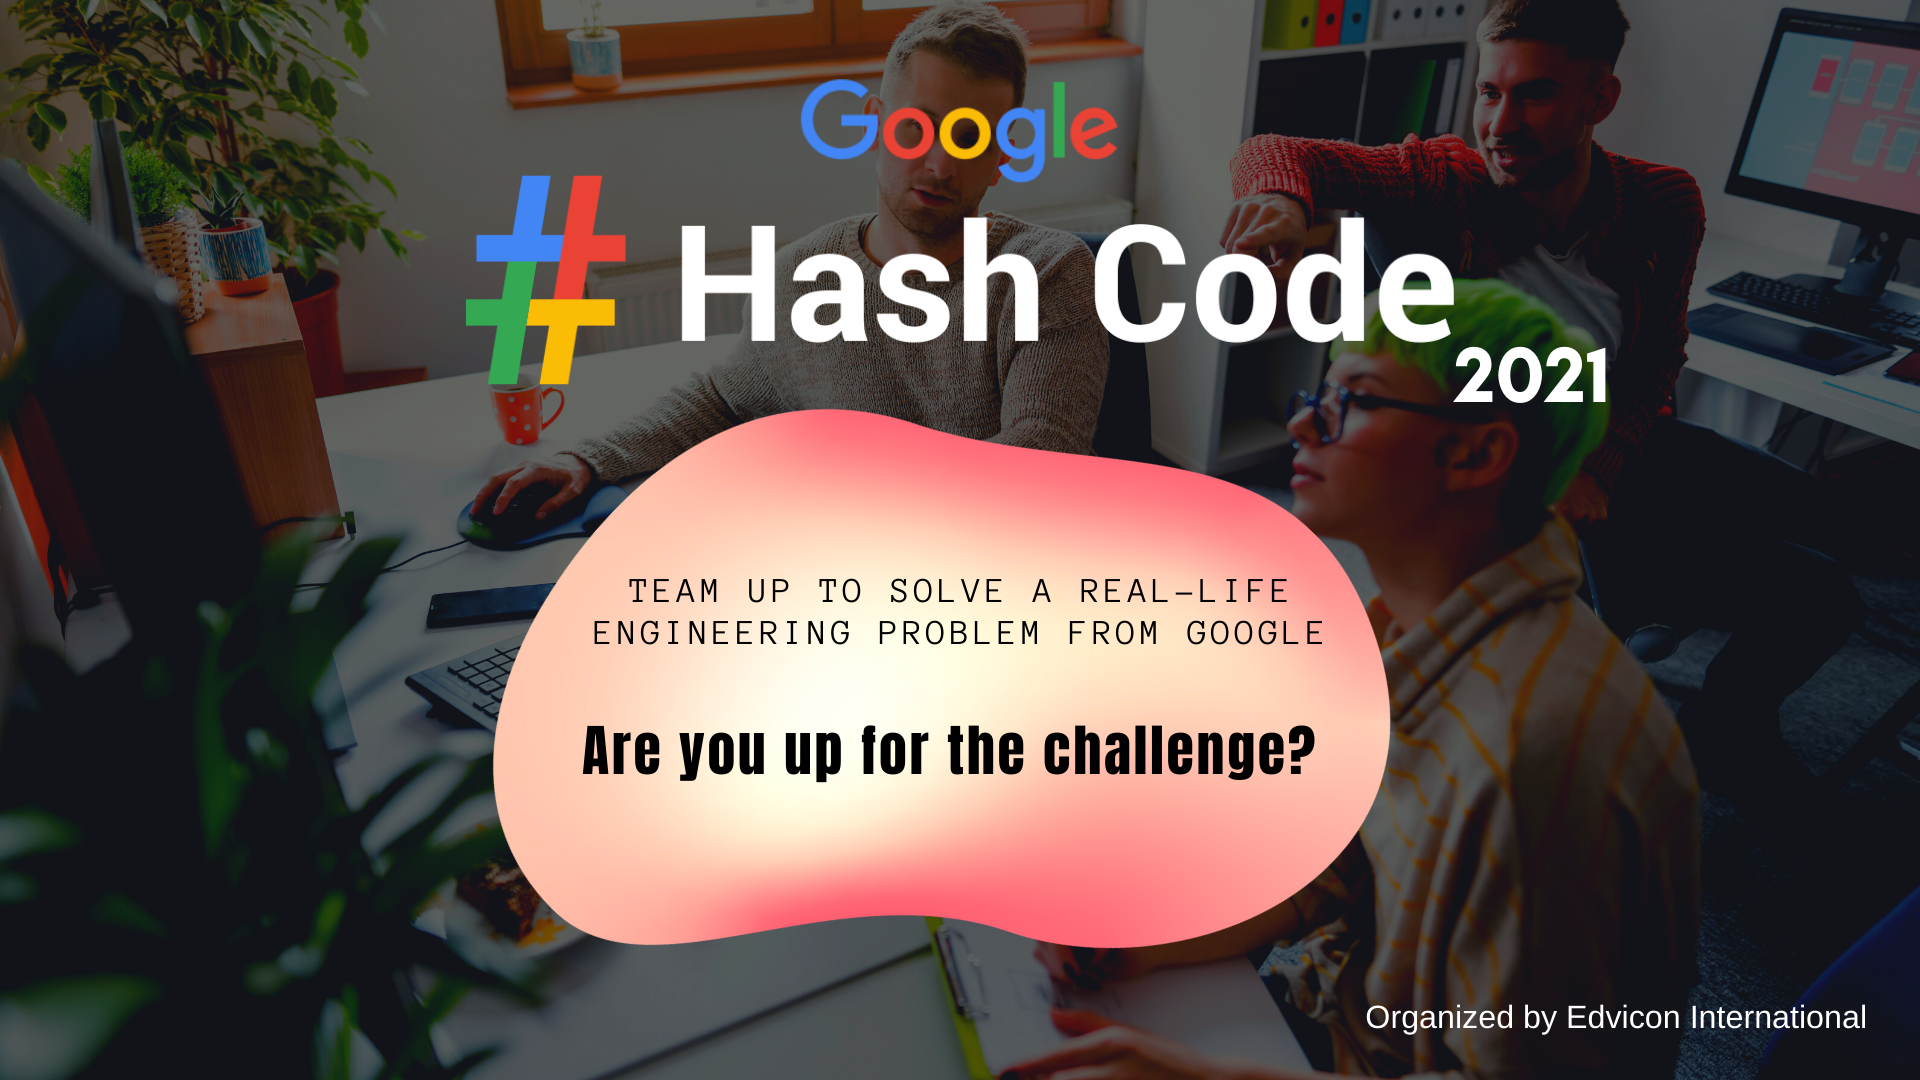 Google
# Hash Code
2021
TEAM UP TO SOLVE A REAL-LIFE
ENGINEERING PROBLEM FROM GOOGLE
Are you up for the challenge?
Organized by Edvicon International